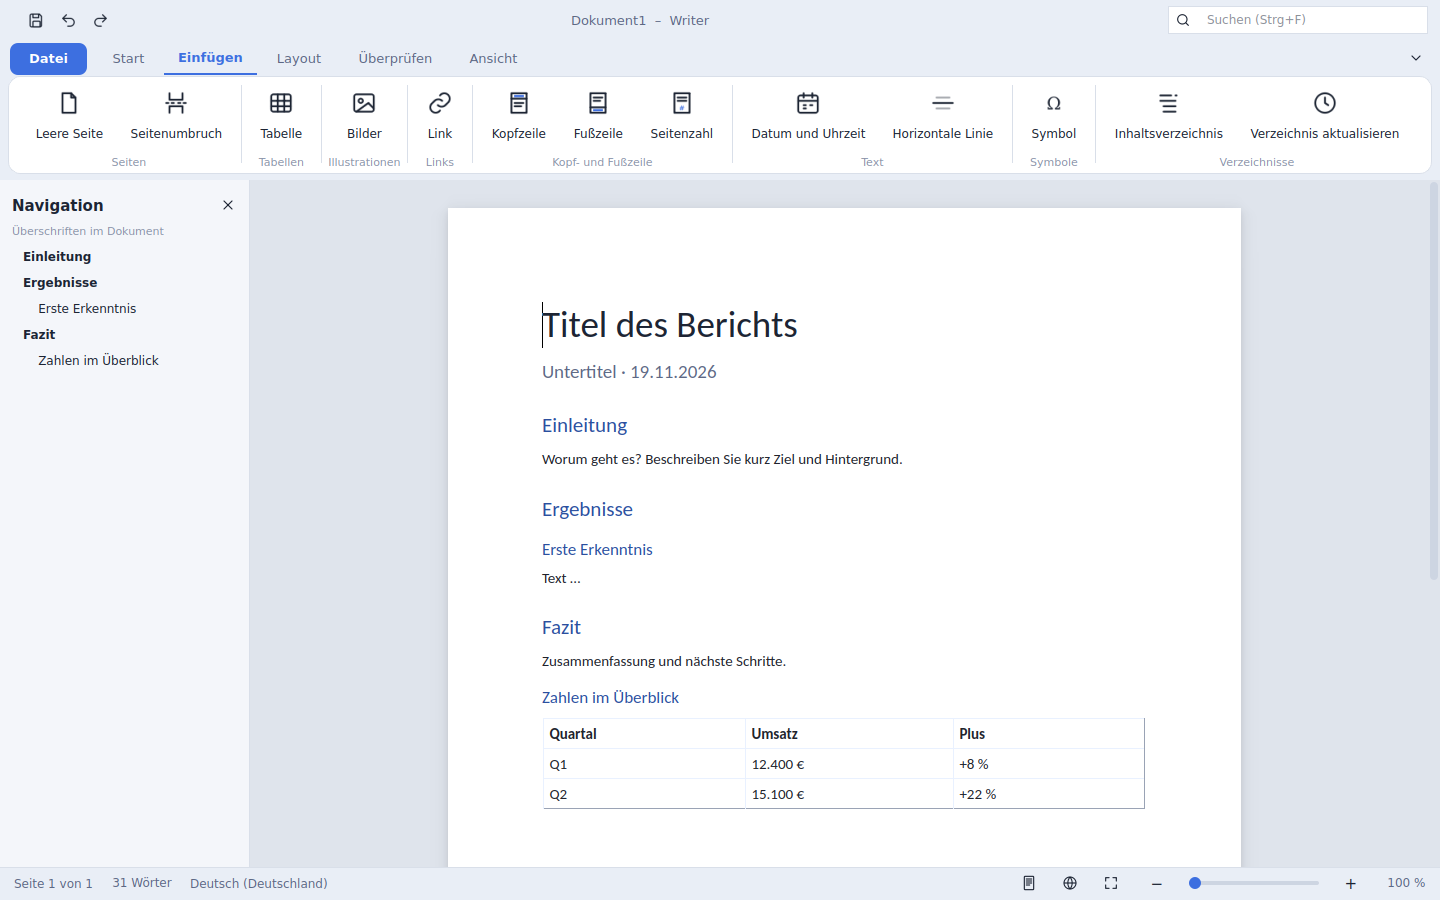 Dokument1 – Writer
Suchen (Strg+F)
Datei Start Einfügen Layout Überprüfen Ansicht
Leere Seite Seitenumbruch Tabelle Bilder Link Kopfzeile Fußzeile Seitenzahl Datum und Uhrzeit Horizontale Linie Symbol Inhaltsverzeichnis Verzeichnis aktualisieren
Seiten Tabellen Illustrationen Links Kopf- und Fußzeile Text Symbole Verzeichnisse
Navigation
Überschriften im Dokument
Einleitung
Ergebnisse
Erste Erkenntnis
Fazit
Zahlen im Überblick
Titel des Berichts
Untertitel · 19.11.2026
Einleitung
Worum geht es? Beschreiben Sie kurz Ziel und Hintergrund.
Ergebnisse
Erste Erkenntnis
Text ...
Fazit
Zusammenfassung und nächste Schritte.
Zahlen im Überblick
Quartal Umsatz Plus
Q1 12.400 € +8 %
Q2 15.100 € +22 %
Seite 1 von 1 31 Wörter Deutsch (Deutschland) 100 %